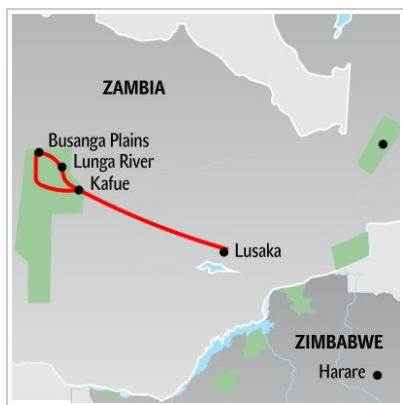 ZAMBIA
Busanga Plains
Lunga River
Kafue
Lusaka
ZIMBABWE
Harare